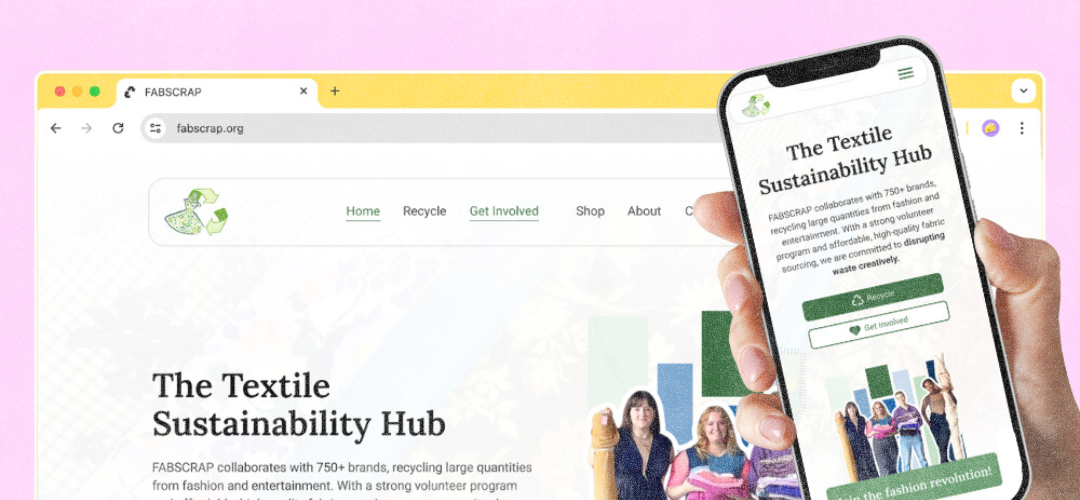 FABSCRAP
fabscrap.org
Home Recycle Get Involved Shop About
The Textile
Sustainability Hub
FABSCRAP collaborates with 750+ brands, recycling large quantities
from fashion and entertainment. With a strong volunteer program
The Textile
Sustainability Hub
FABSCRAP collaborates with 750+ brands,
recycling large quantities from fashion and
entertainment. With a strong volunteer
program and affordable, high-quality fabric
sourcing, we are committed to disrupting
waste creatively.
Recycle
Get Involved
the fashion revolution!